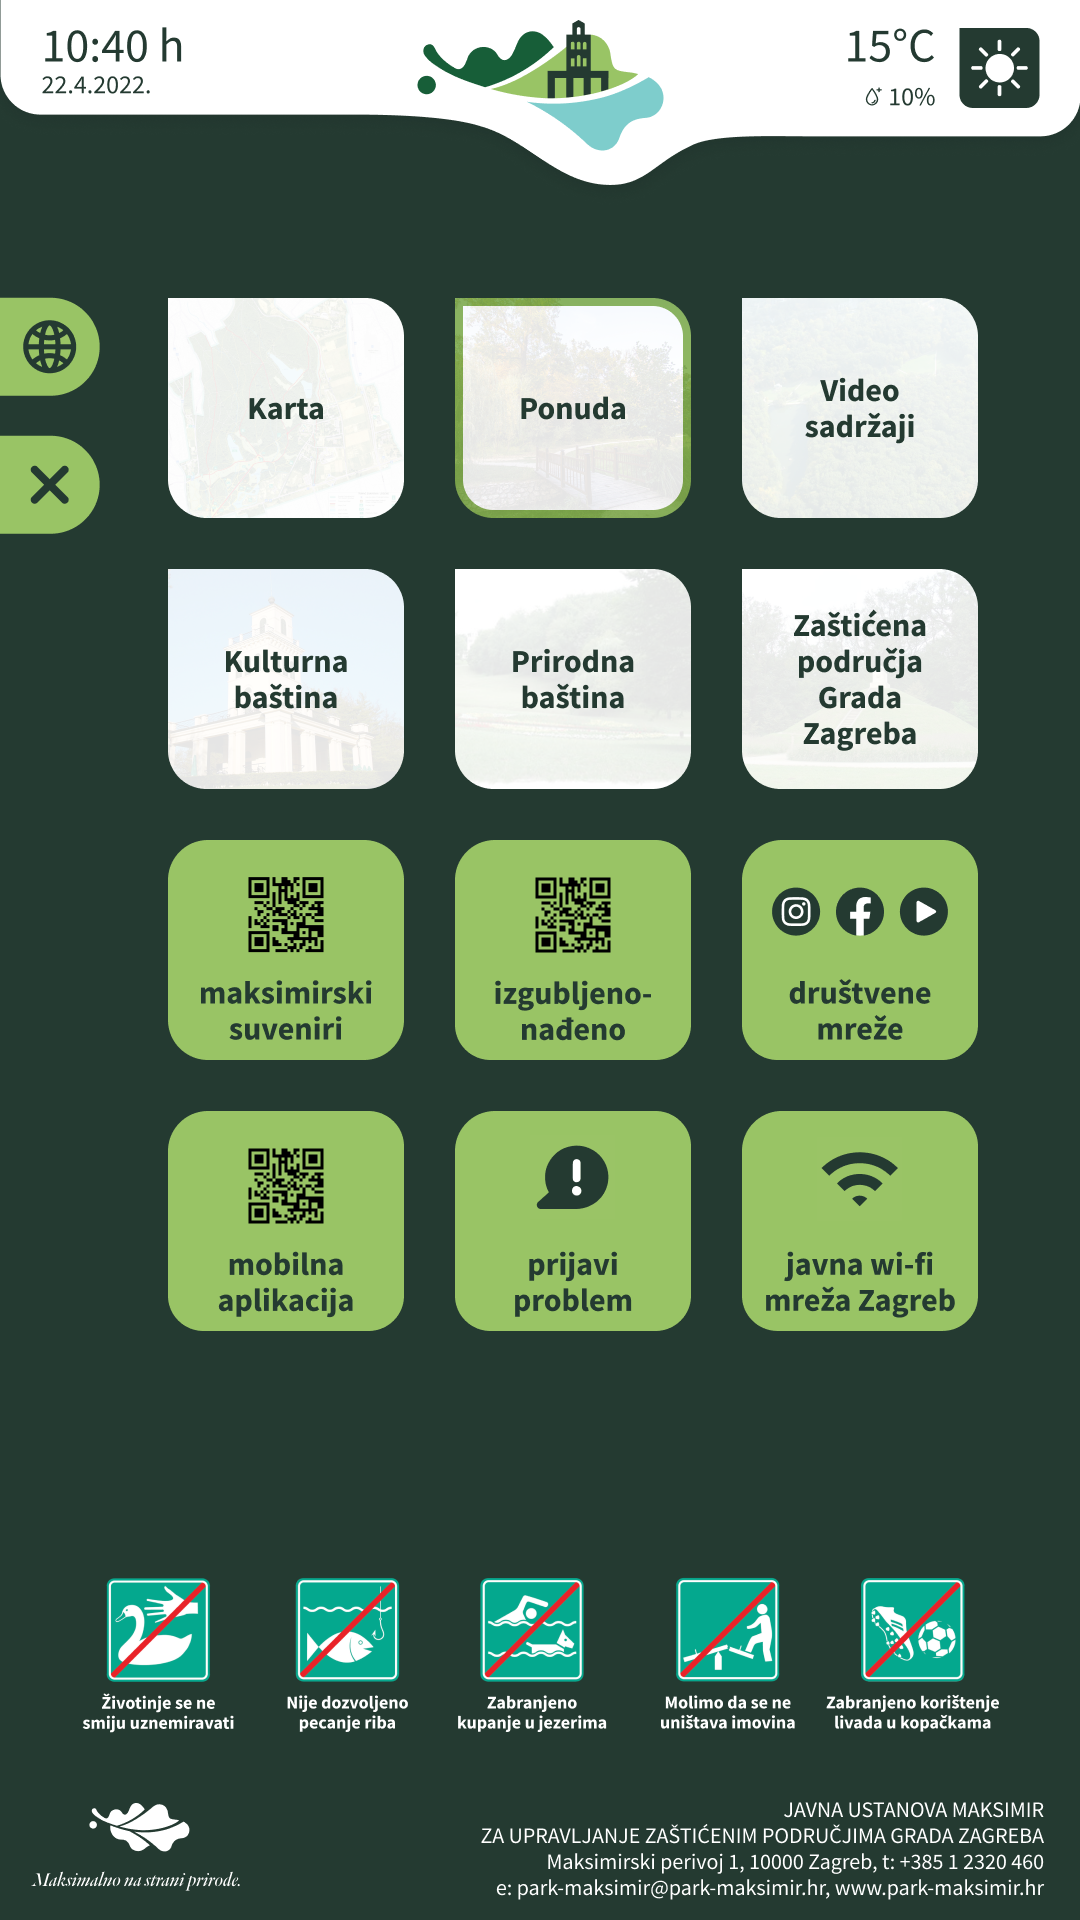 10:40 h
22.4.2022.
15°C
10%
Karta
Ponuda
Video
sadržaji
Kulturna
baština
Prirodna
baština
Zaštićena
područja
Grada
Zagreba
maksimirski
suveniri
izgubljeno-
nađeno
društvene
mreže
mobilna
aplikacija
prijavi
problem
javna wi-fi
mreža Zagreb
Životinje se ne
smiju uznemiravati
Nije dozvoljeno
pecanje riba
Zabranjeno
kupanje u jezerima
Molimo da se ne
uništava imovina
Zabranjeno korištenje
livada u kopačkama
Maksimalno na strani prirode.
JAVNA USTANOVA MAKSIMIR
ZA UPRAVLJANJE ZAŠTIĆENIM PODRUČJIMA GRADA ZAGREBA
Maksimirski perivoj 1, 10000 Zagreb, t: +385 1 2320 460
e: park-maksimir@park-maksimir.hr, www.park-maksimir.hr